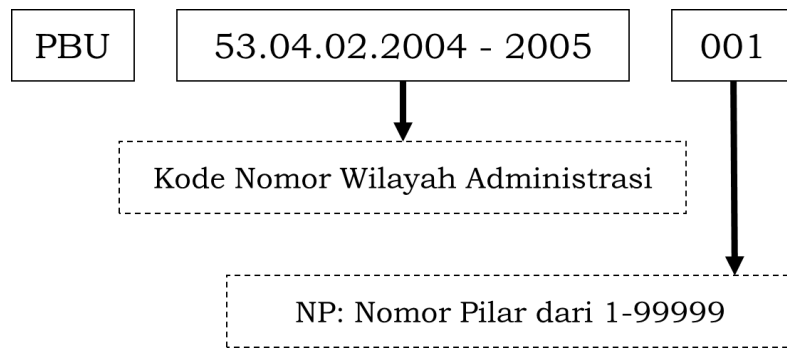 PBU 53.04.02.2004 - 2005 001
Kode Nomor Wilayah Administrasi
NP: Nomor Pilar dari 1-99999